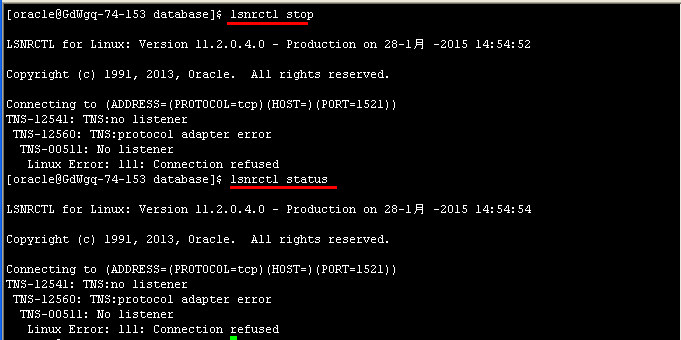 [oracle@GdWgq-74-153 database]$ lsnrctl stop
LSNRCTL for Linux: Version 11.2.0.4.0 - Production on 28-1月 -2015 14:54:52
Copyright (c) 1991, 2013, Oracle.  All rights reserved.
Connecting to (ADDRESS=(PROTOCOL=tcp)(HOST=)(PORT=1521))
TNS-12541: TNS:no listener
 TNS-12560: TNS:protocol adapter error
  TNS-00511: No listener
   Linux Error: 111: Connection refused
[oracle@GdWgq-74-153 database]$ lsnrctl status
LSNRCTL for Linux: Version 11.2.0.4.0 - Production on 28-1月 -2015 14:54:54
Copyright (c) 1991, 2013, Oracle.  All rights reserved.
Connecting to (ADDRESS=(PROTOCOL=tcp)(HOST=)(PORT=1521))
TNS-12541: TNS:no listener
 TNS-12560: TNS:protocol adapter error
  TNS-00511: No listener
   Linux Error: 111: Connection refused